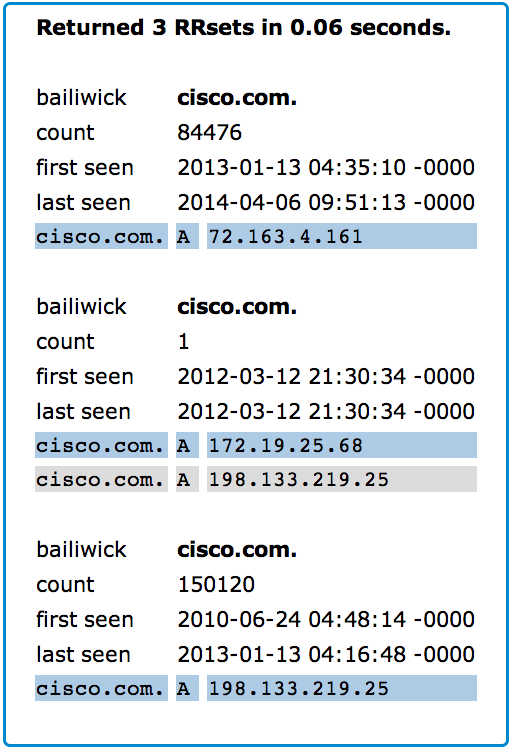 Returned 3 RRsets in 0.06 seconds.
bailiwick cisco.com.
count 84476
first seen 2013-01-13 04:35:10 -0000
last seen 2014-04-06 09:51:13 -0000
cisco.com. A 72.163.4.161
bailiwick cisco.com.
count 1
first seen 2012-03-12 21:30:34 -0000
last seen 2012-03-12 21:30:34 -0000
cisco.com. A 172.19.25.68
cisco.com. A 198.133.219.25
bailiwick cisco.com.
count 150120
first seen 2010-06-24 04:48:14 -0000
last seen 2013-01-13 04:16:48 -0000
cisco.com. A 198.133.219.25